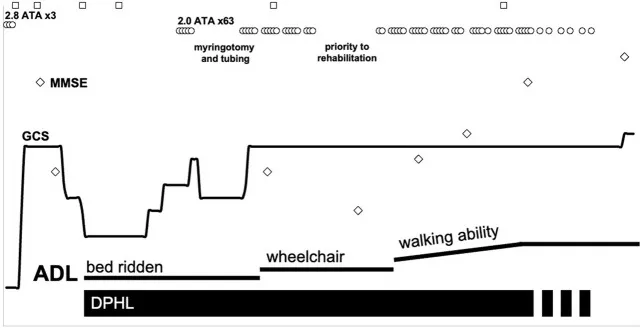 2.8 ATA x3
2.0 ATA x63
myringotomy
and tubing
priority to
rehabilitation
MMSE
GCS
walking ability
wheelchair
ADL
bed ridden
DPHL